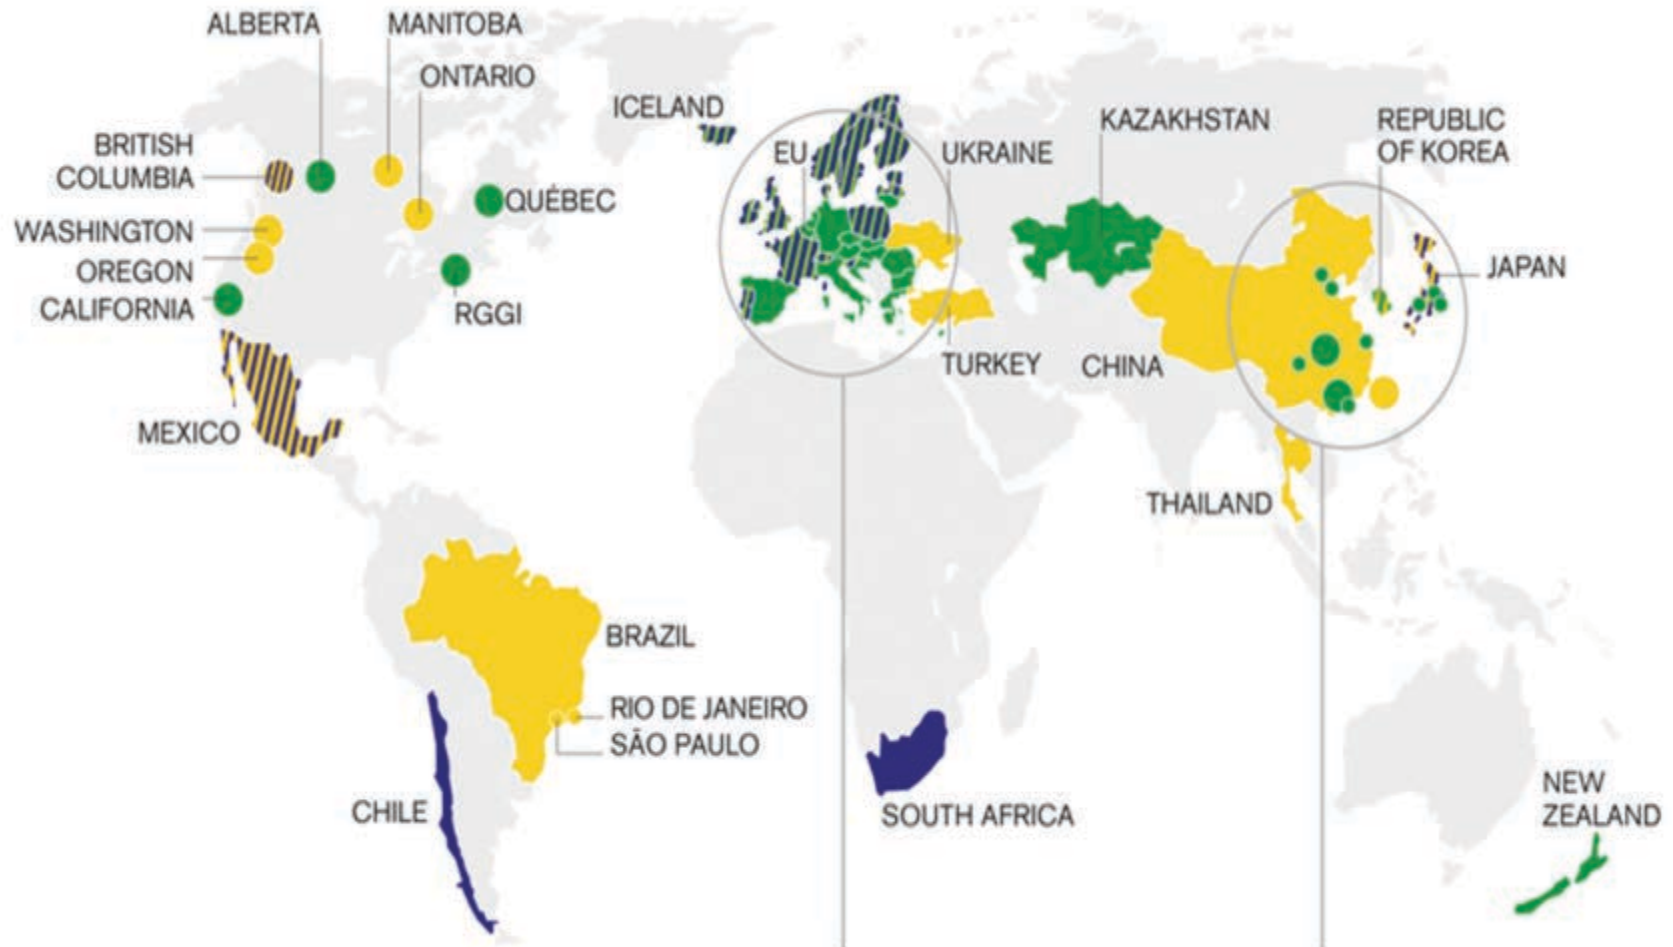 ALBERTA
MANITOBA
ONTARIO
BRITISH
COLUMBIA
QUÉBEC
WASHINGTON
OREGON
CALIFORNIA
RGGI
MEXICO
ICELAND
EU
UKRAINE
KAZAKHSTAN
REPUBLIC
OF KOREA
JAPAN
TURKEY
CHINA
THAILAND
BRAZIL
RIO DE JANEIRO
SÃO PAULO
CHILE
SOUTH AFRICA
NEW
ZEALAND